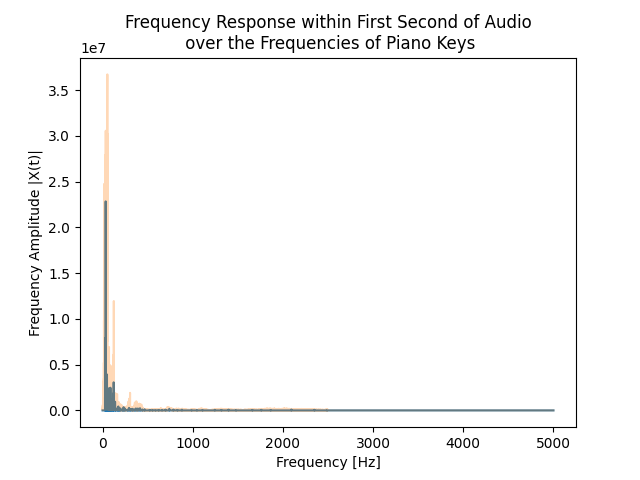 Frequency Response within First Second of Audio
over the Frequencies of Piano Keys
1e7
3.5
3.0
2.5
2.0
1.5
1.0
0.5
0.0
Frequency Amplitude |X(t)|
0 1000 2000 3000 4000 5000
Frequency [Hz]